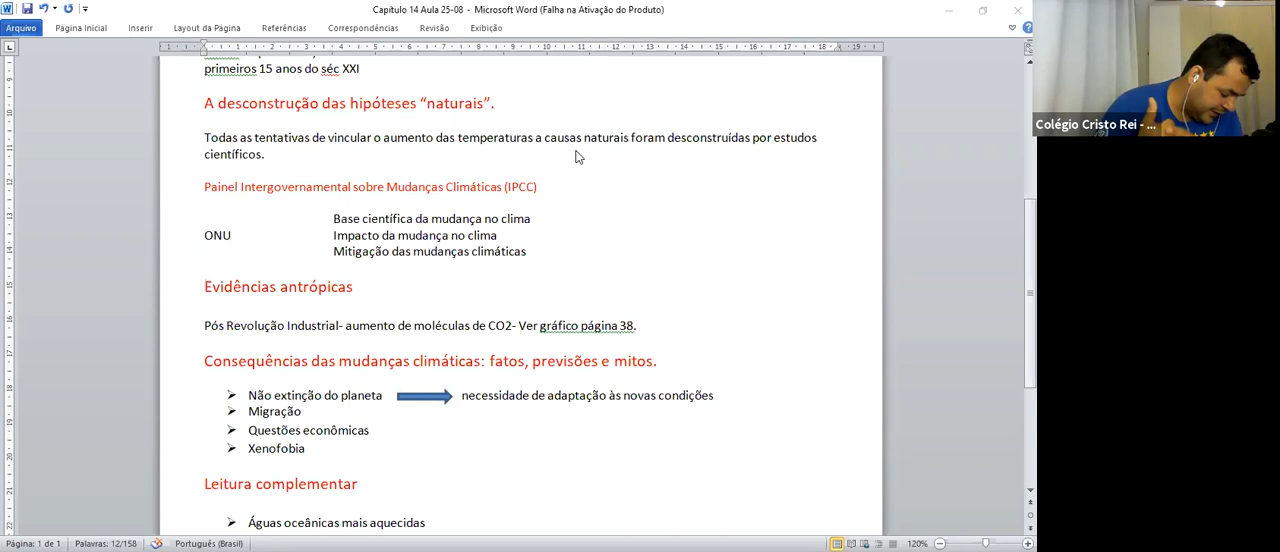 Capítulo 14 Aula 25-08 - Microsoft Word (Falha na Ativação do Produto)
Arquivo Página Inicial Inserir Layout da Página Referências Correspondências Revisão Exibição
primeiros 15 anos do séc XXI
A desconstrução das hipóteses “naturais”.
Todas as tentativas de vincular o aumento das temperaturas a causas naturais foram desconstruídas por estudos
científicos.
Painel Intergovernamental sobre Mudanças Climáticas (IPCC)
Base científica da mudança no clima
ONU Impacto da mudança no clima
Mitigação das mudanças climáticas
Evidências antrópicas
Pós Revolução Industrial- aumento de moléculas de CO2- Ver gráfico página 38.
Consequências das mudanças climáticas: fatos, previsões e mitos.
Não extinção do planeta necessidade de adaptação às novas condições
Migração
Questões econômicas
Xenofobia
Leitura complementar
Águas oceânicas mais aquecidas
Página: 1 de 1 Palavras: 12/158 Português (Brasil) 120%
Colégio Cristo Rei - ...